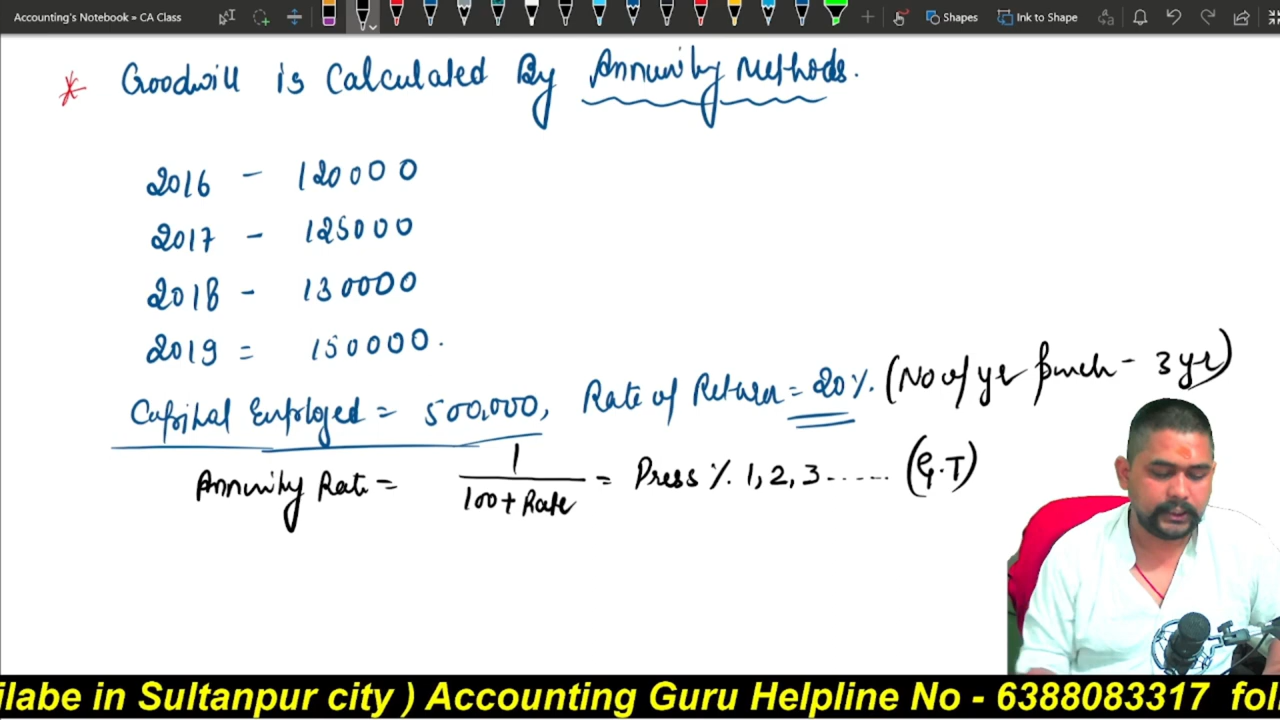 Accounting's Notebook » CA Class
Shapes
Ink to Shape
* Goodwill is Calculated By Annunity Methods.
2016 - 120000
2017 - 125000
2018 - 130000
2019 = 150000.
Capital Employed = 500,000, Rate of Return = 20%. (No of yr purch - 3 yr)
Annunity Rate = 1 / 100 + Rate = Press % 1, 2, 3 ...... (G.T)
ilabe in Sultanpur city ) Accounting Guru Helpline No - 6388083317 fol